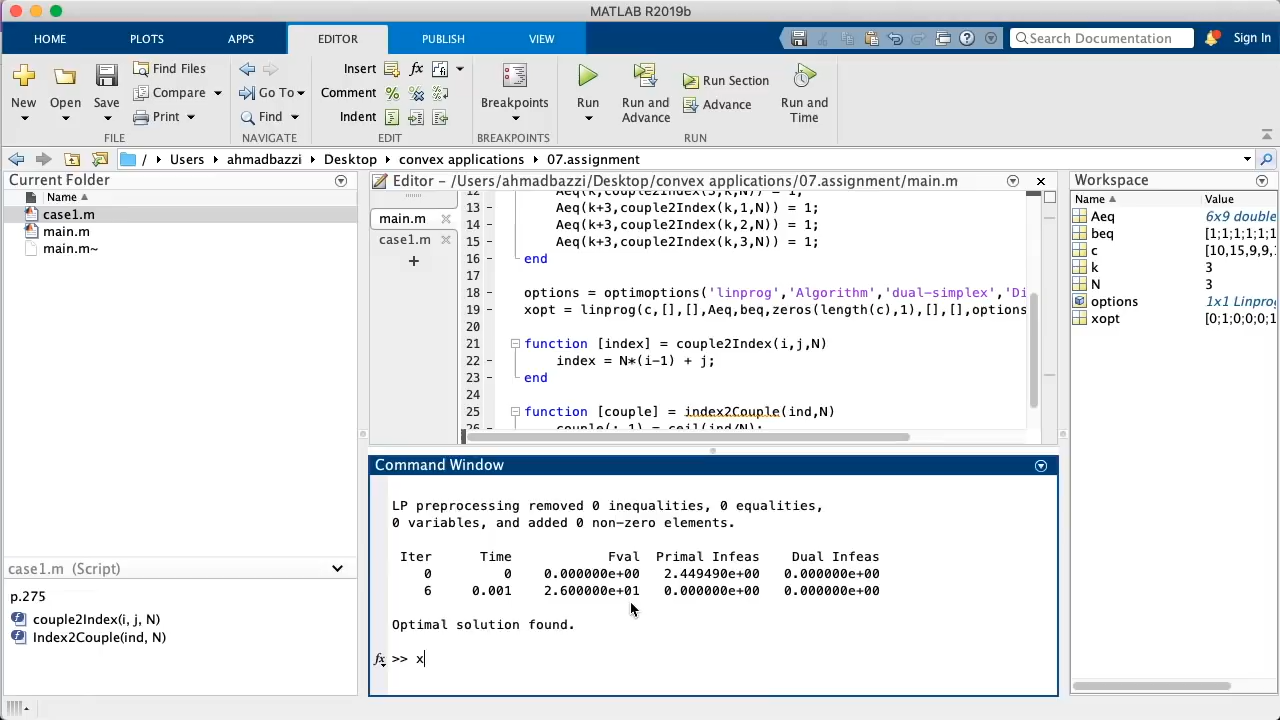 MATLAB R2019b
HOME PLOTS APPS EDITOR PUBLISH VIEW Search Documentation Sign In
New Open Save Find Files Compare Print
Go To Find
Insert fx
Comment % % %
Indent
Breakpoints Run Run and Advance Run Section Advance Run and Time
FILE NAVIGATE EDIT BREAKPOINTS RUN
/ Users ahmadbazzi Desktop convex applications 07.assignment
Current Folder
Name
case1.m
main.m
main.m~
case1.m (Script)
p.275
couple2Index(i, j, N)
Index2Couple(ind, N)
Editor – /Users/ahmadbazzi/Desktop/convex applications/07.assignment/main.m
main.m
case1.m
+
13 – Aeq(k+3,couple2Index(k,1,N)) = 1;
14 – Aeq(k+3,couple2Index(k,2,N)) = 1;
15 – Aeq(k+3,couple2Index(k,3,N)) = 1;
16 – end
17
18 – options = optimoptions('linprog','Algorithm','dual-simplex','Di
19 – xopt = linprog(c,[],[],Aeq,beq,zeros(length(c),1),[],[],options
20
21 function [index] = couple2Index(i,j,N)
22 – index = N*(i-1) + j;
23 – end
24
25 function [couple] = index2Couple(ind,N)
Command Window
LP preprocessing removed 0 inequalities, 0 equalities,
0 variables, and added 0 non-zero elements.
Iter Time Fval Primal Infeas Dual Infeas
0 0 0.000000e+00 2.449490e+00 0.000000e+00
6 0.001 2.600000e+01 0.000000e+00 0.000000e+00
Optimal solution found.
fx >> x
Workspace
Name Value
Aeq 6x9 double
beq [1;1;1;1;1;1
c [10,15,9,9,
k 3
N 3
options 1x1 Linprog
xopt [0;1;0;0;0;1